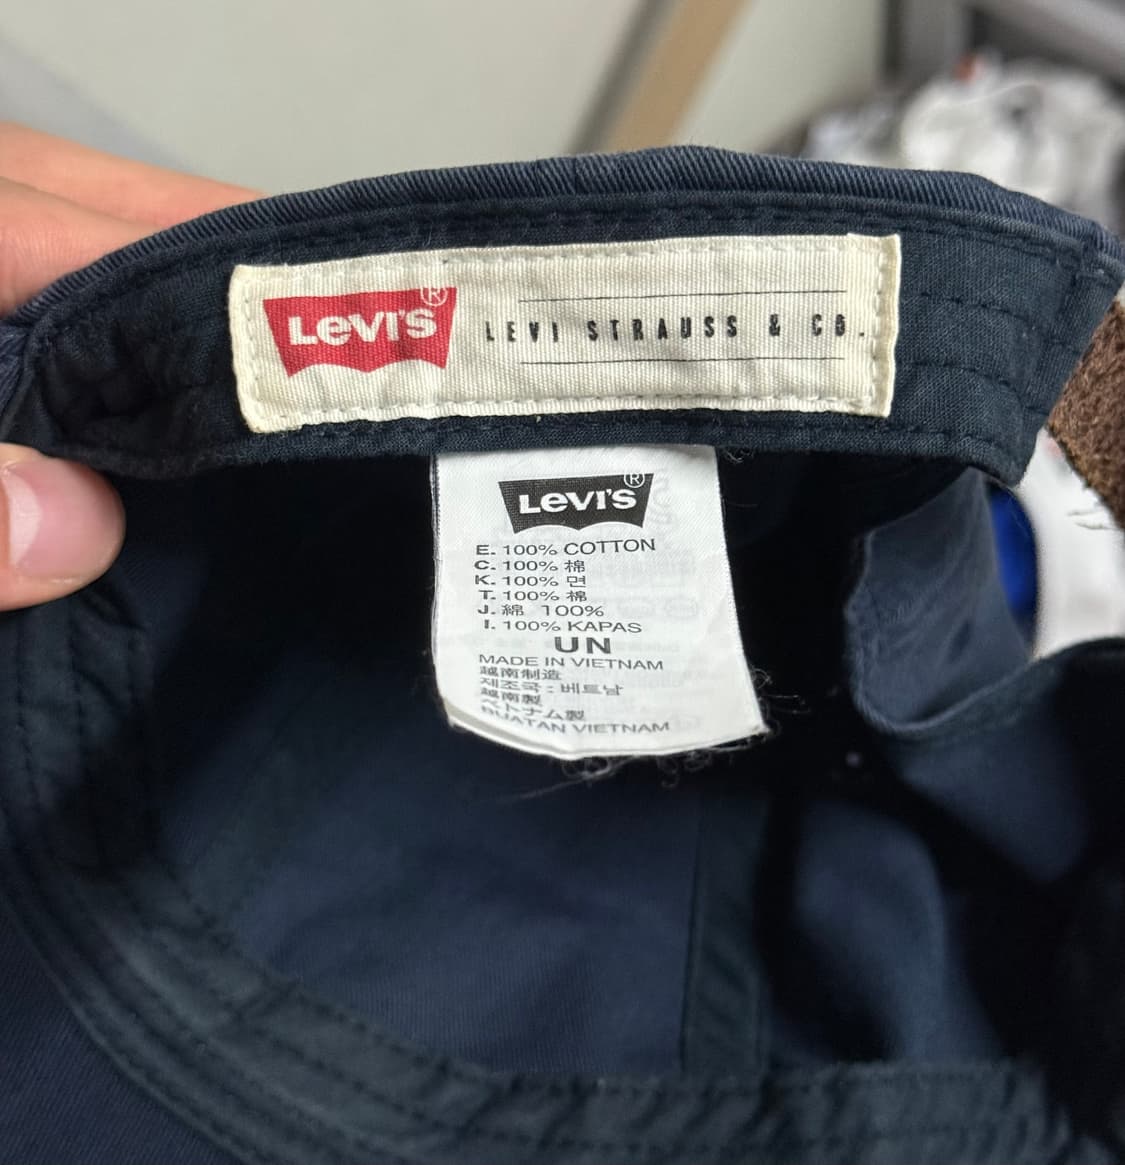 LEVI'S®
LEVI STRAUSS & CO.
LEVI'S®
E. 100% COTTON
C. 100% 棉
K. 100% 면
T. 100% 棉
J. 綿 100%
I. 100% KAPAS
UN
MADE IN VIETNAM
越南制造
제조국 : 베트남
越南製
ベトナム製
BUATAN VIETNAM